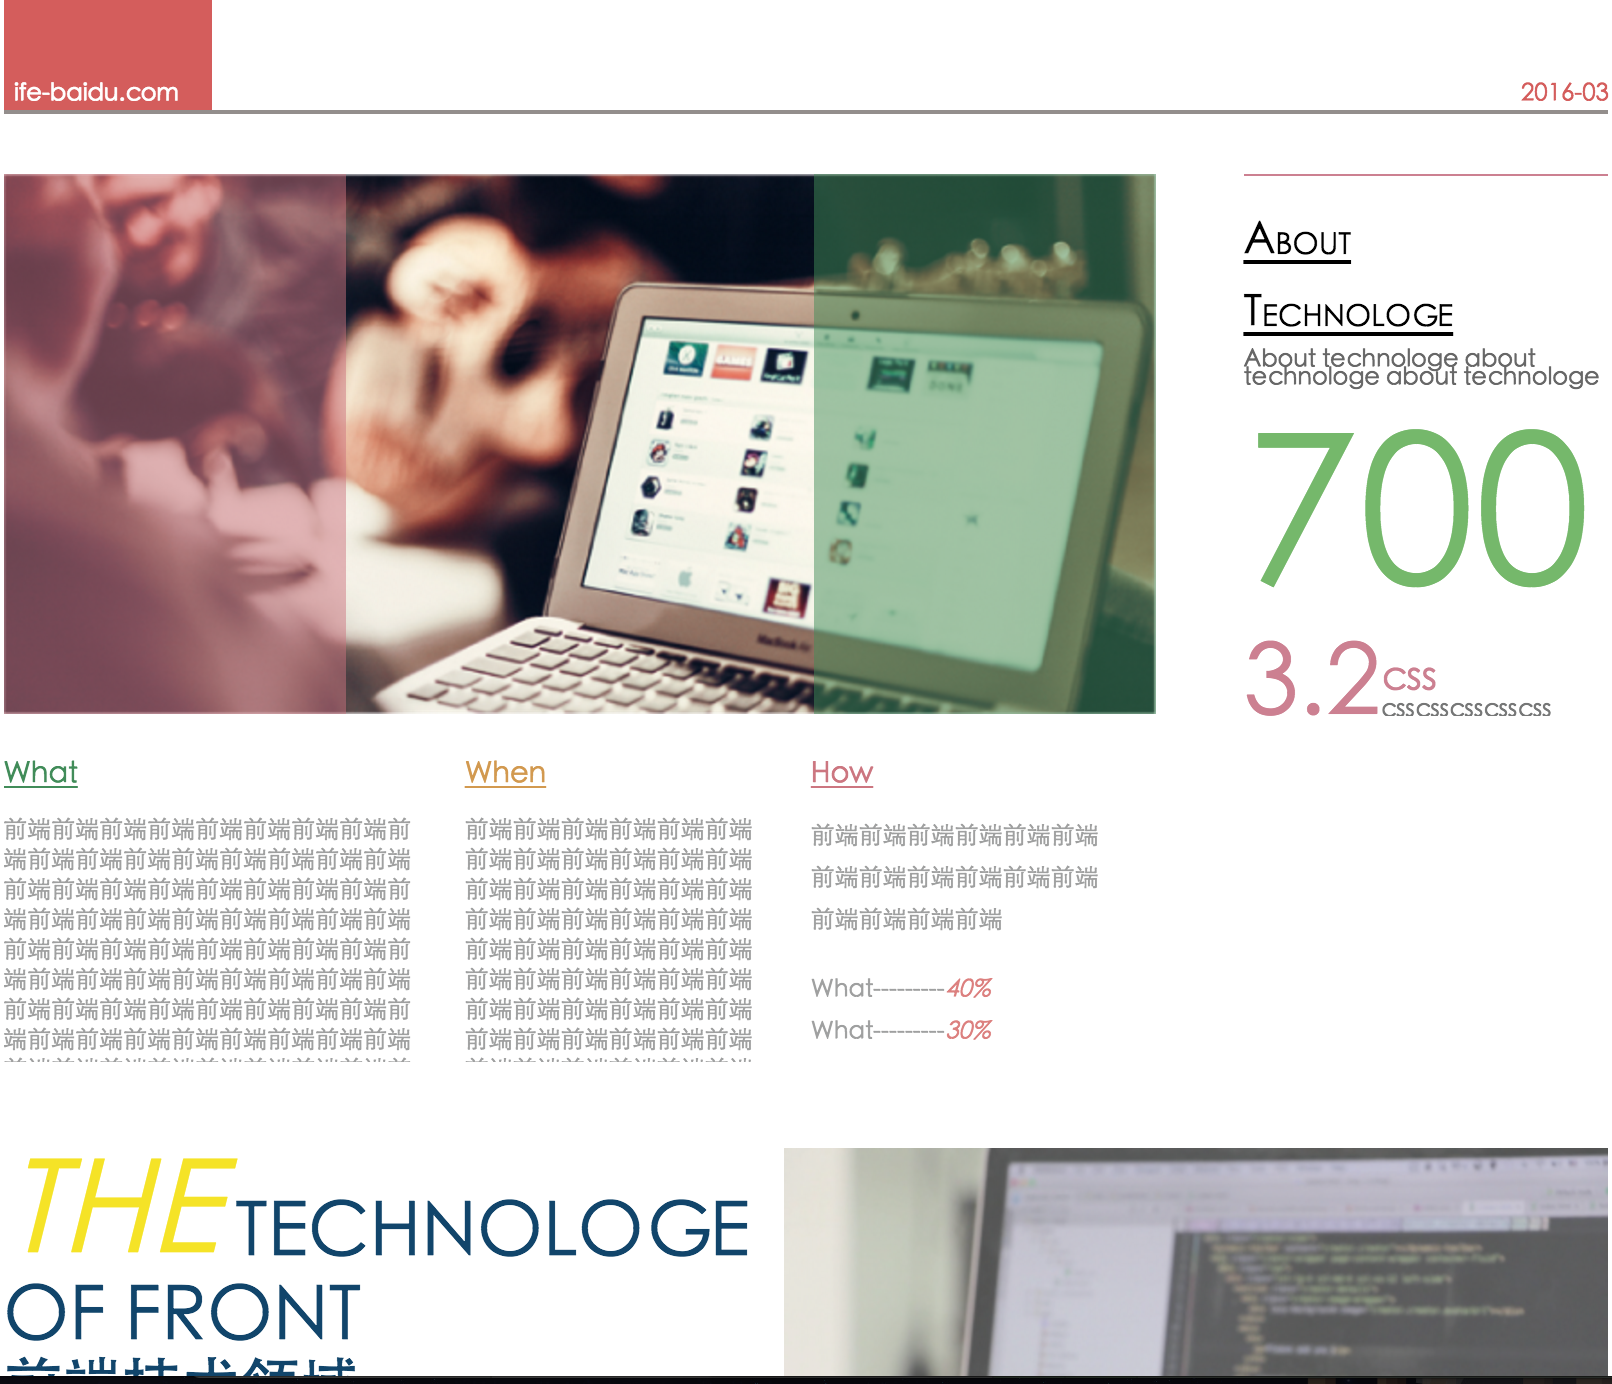 ife-baidu.com
2016-03
GAMES
MacBook Air
ABOUT
TECHNOLOGE
About technologe about
technologe about technologe
700
3.2 CSS
CSSCSSCSSCSSCSS
What
前端前端前端前端前端前端前端前端前
端前端前端前端前端前端前端前端前端
前端前端前端前端前端前端前端前端前
端前端前端前端前端前端前端前端前端
前端前端前端前端前端前端前端前端前
端前端前端前端前端前端前端前端前端
前端前端前端前端前端前端前端前端前
端前端前端前端前端前端前端前端前端
When
前端前端前端前端前端前端
前端前端前端前端前端前端
前端前端前端前端前端前端
前端前端前端前端前端前端
前端前端前端前端前端前端
前端前端前端前端前端前端
前端前端前端前端前端前端
前端前端前端前端前端前端
How
前端前端前端前端前端前端
前端前端前端前端前端前端
前端前端前端前端
What---------40%
What---------30%
THE TECHNOLOGE
OF FRONT